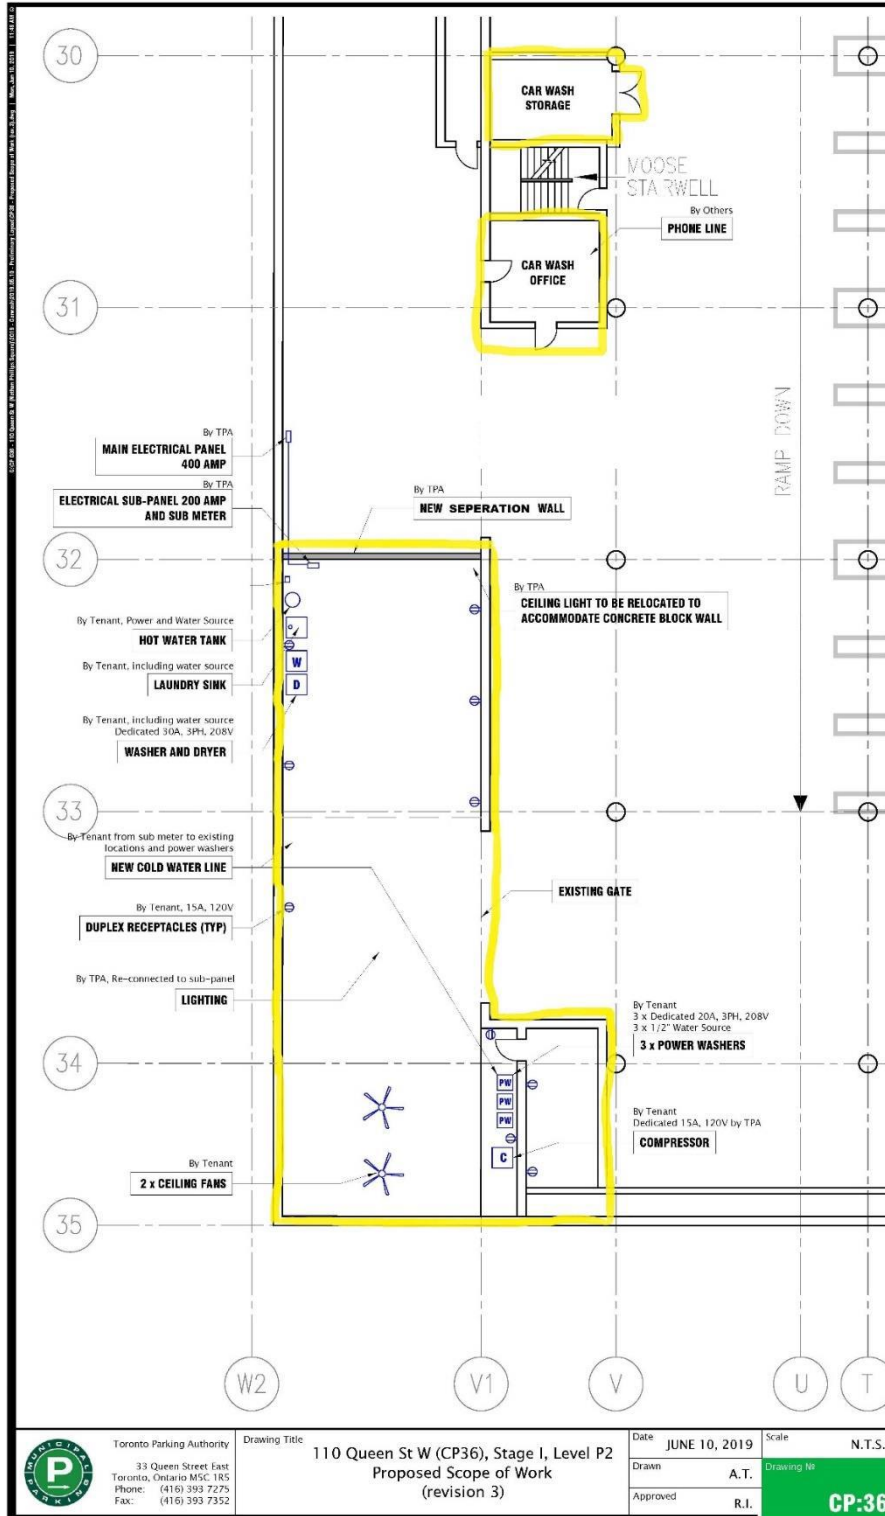 30
CAR WASH
STORAGE
MOOSE
STAIRWELL
By Others
PHONE LINE
CAR WASH
OFFICE
31
RAMP DOWN
By TPA
MAIN ELECTRICAL PANEL
400 AMP
By TPA
ELECTRICAL SUB-PANEL 200 AMP
AND SUB METER
By TPA
NEW SEPERATION WALL
32
By TPA
CEILING LIGHT TO BE RELOCATED TO
ACCOMMODATE CONCRETE BLOCK WALL
By Tenant, Power and Water Source
HOT WATER TANK
By Tenant, including water source
LAUNDRY SINK
W
D
By Tenant, including water source
Dedicated 30A, 3PH, 208V
WASHER AND DRYER
33
By Tenant from sub meter to existing
locations and power washers
NEW COLD WATER LINE
EXISTING GATE
By Tenant, 15A, 120V
DUPLEX RECEPTACLES (TYP)
By TPA, Re-connected to sub-panel
LIGHTING
By Tenant
3 x Dedicated 20A, 3PH, 208V
3 x 1/2" Water Source
3 x POWER WASHERS
34
PW
PW
PW
C
By Tenant
Dedicated 15A, 120V by TPA
COMPRESSOR
By Tenant
2 x CEILING FANS
35
W2
V1
V
U
T
MUNICIPAL
P
PARKING
Toronto Parking Authority
33 Queen Street East
Toronto, Ontario M5C 1R5
Phone: (416) 393 7275
Fax: (416) 393 7352
Drawing Title
110 Queen St W (CP36), Stage I, Level P2
Proposed Scope of Work
(revision 3)
Date JUNE 10, 2019
Drawn A.T.
Approved R.I.
Scale N.T.S.
Drawing №
CP:36